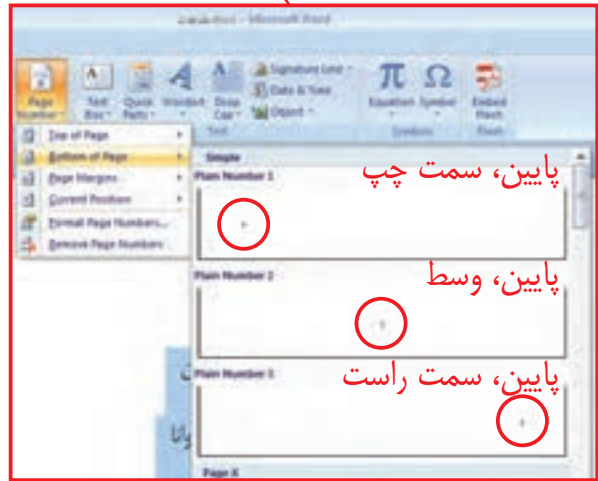 Microsoft Word
Page Number
Text Box
Quick Parts
WordArt
Drop Cap
Signature Line
Date & Time
Object
Equation
Symbol
Embed Flash
Text
Symbols
Flash
Top of Page
Bottom of Page
Page Margins
Current Position
Format Page Numbers...
Remove Page Numbers
Simple
Plain Number 1
پایین، سمت چپ
Plain Number 2
پایین، وسط
Plain Number 3
پایین، سمت راست
Page X